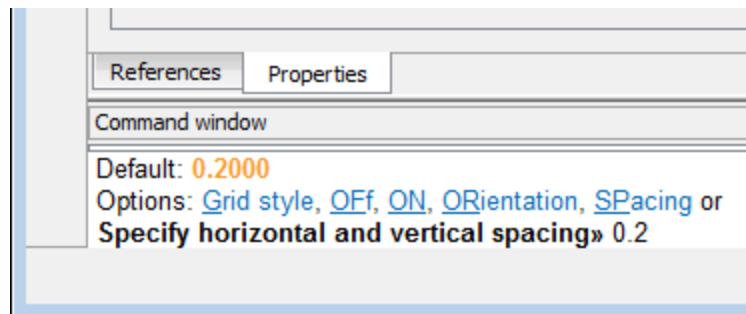 References Properties
Command window
Default: 0.2000
Options: Grid style, OFf, ON, ORientation, SPacing or
Specify horizontal and vertical spacing» 0.2